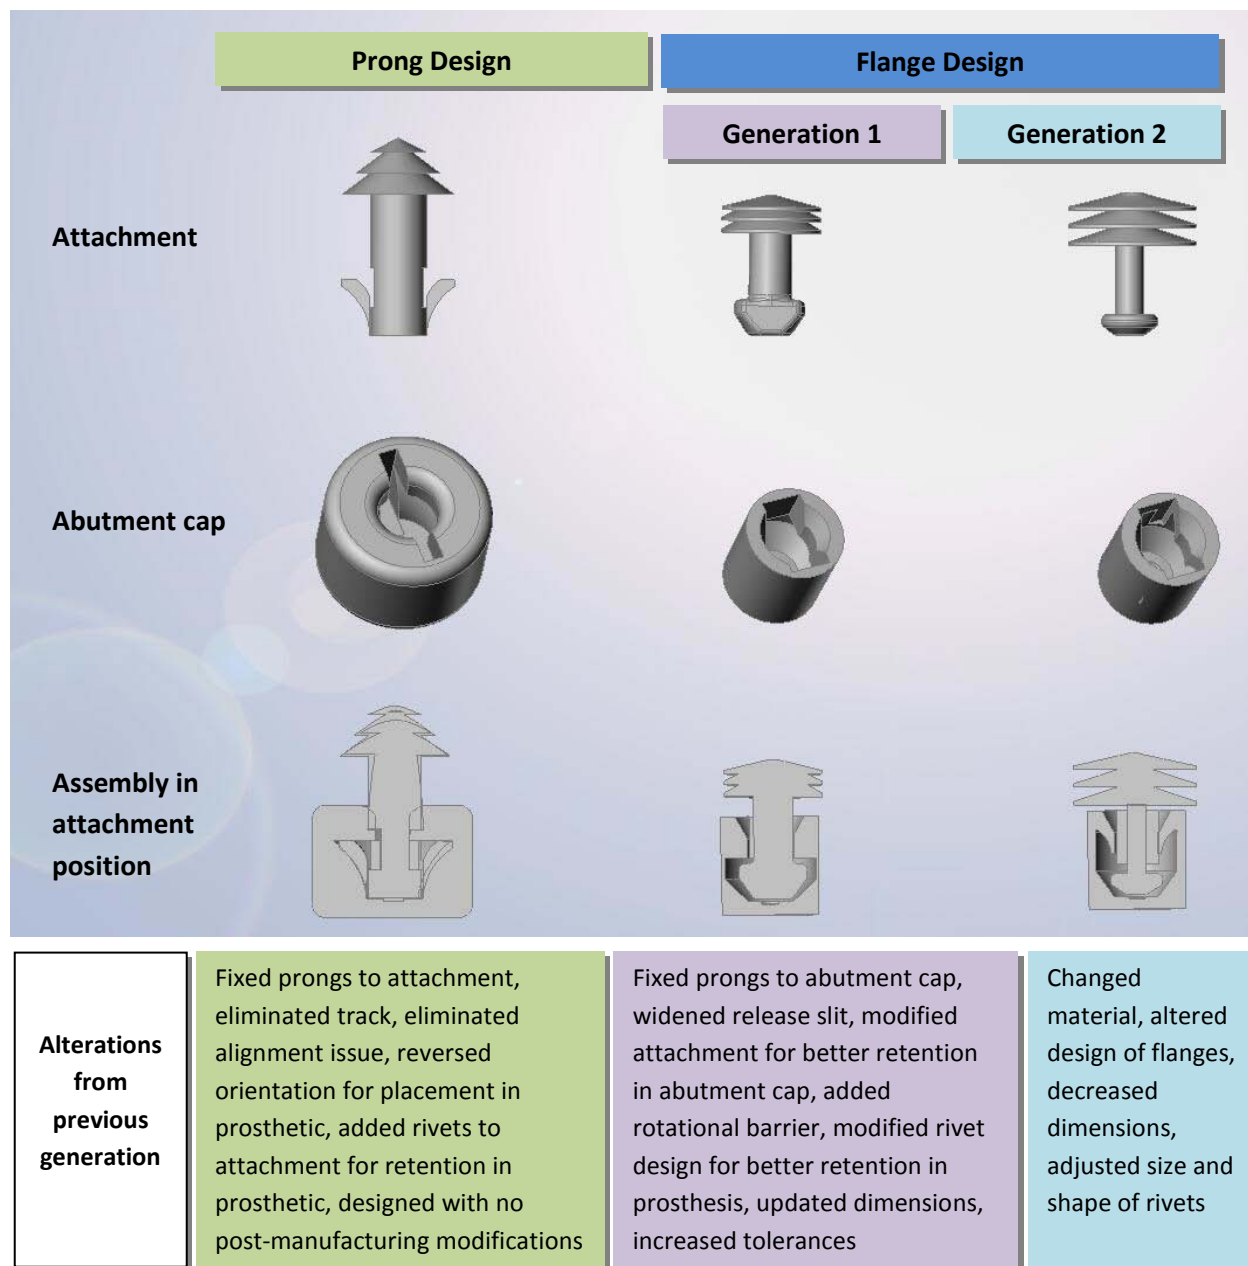 Prong Design
Flange Design
Generation 1
Generation 2
Attachment
Abutment cap
Assembly in
attachment
position
Alterations
from
previous
generation
Fixed prongs to attachment,
eliminated track, eliminated
alignment issue, reversed
orientation for placement in
prosthetic, added rivets to
attachment for retention in
prosthetic, designed with no
post-manufacturing modifications
Fixed prongs to abutment cap,
widened release slit, modified
attachment for better retention
in abutment cap, added
rotational barrier, modified rivet
design for better retention in
prosthesis, updated dimensions,
increased tolerances
Changed
material, altered
design of flanges,
decreased
dimensions,
adjusted size and
shape of rivets